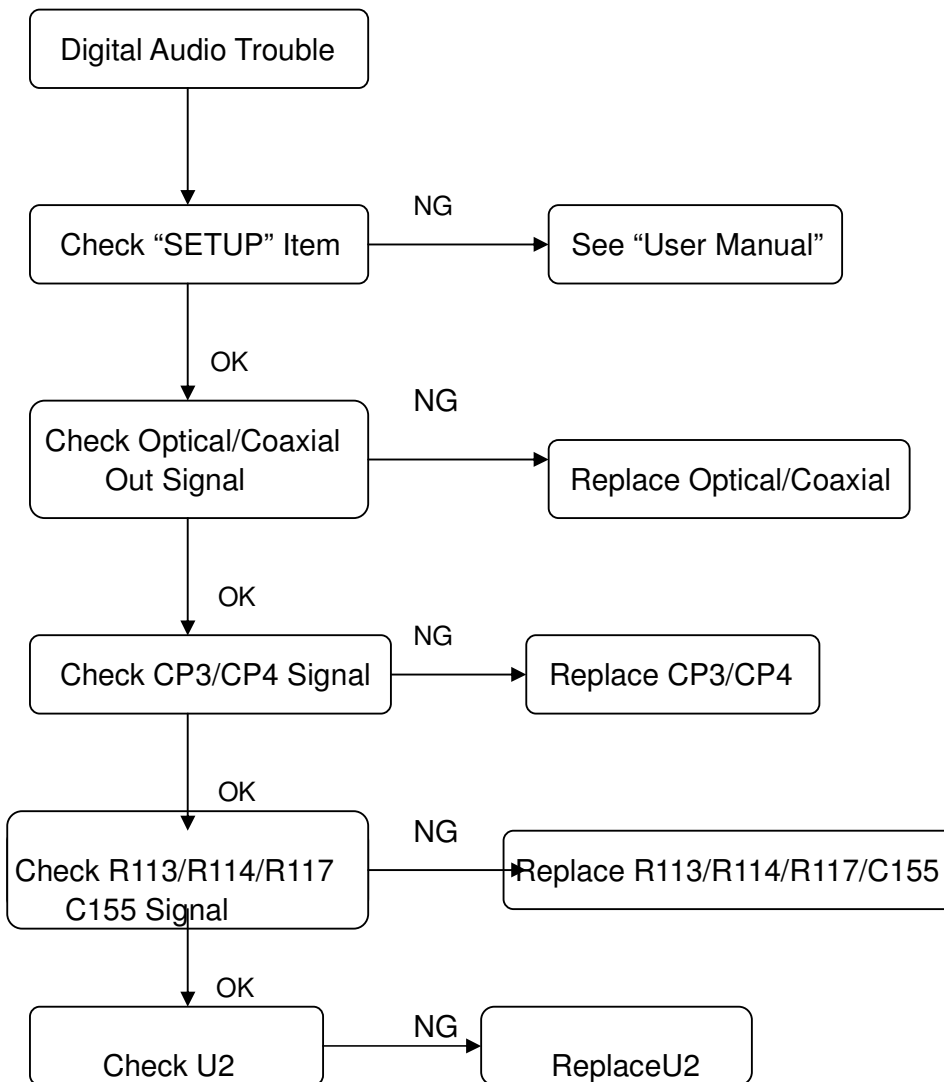 Digital Audio Trouble
NG
Check “SETUP” Item
See “User Manual”
OK
NG
Check Optical/Coaxial
Out Signal
Replace Optical/Coaxial
OK
NG
Check CP3/CP4 Signal
Replace CP3/CP4
OK
NG
Check R113/R114/R117
C155 Signal
Replace R113/R114/R117/C155
OK
NG
Check U2
ReplaceU2